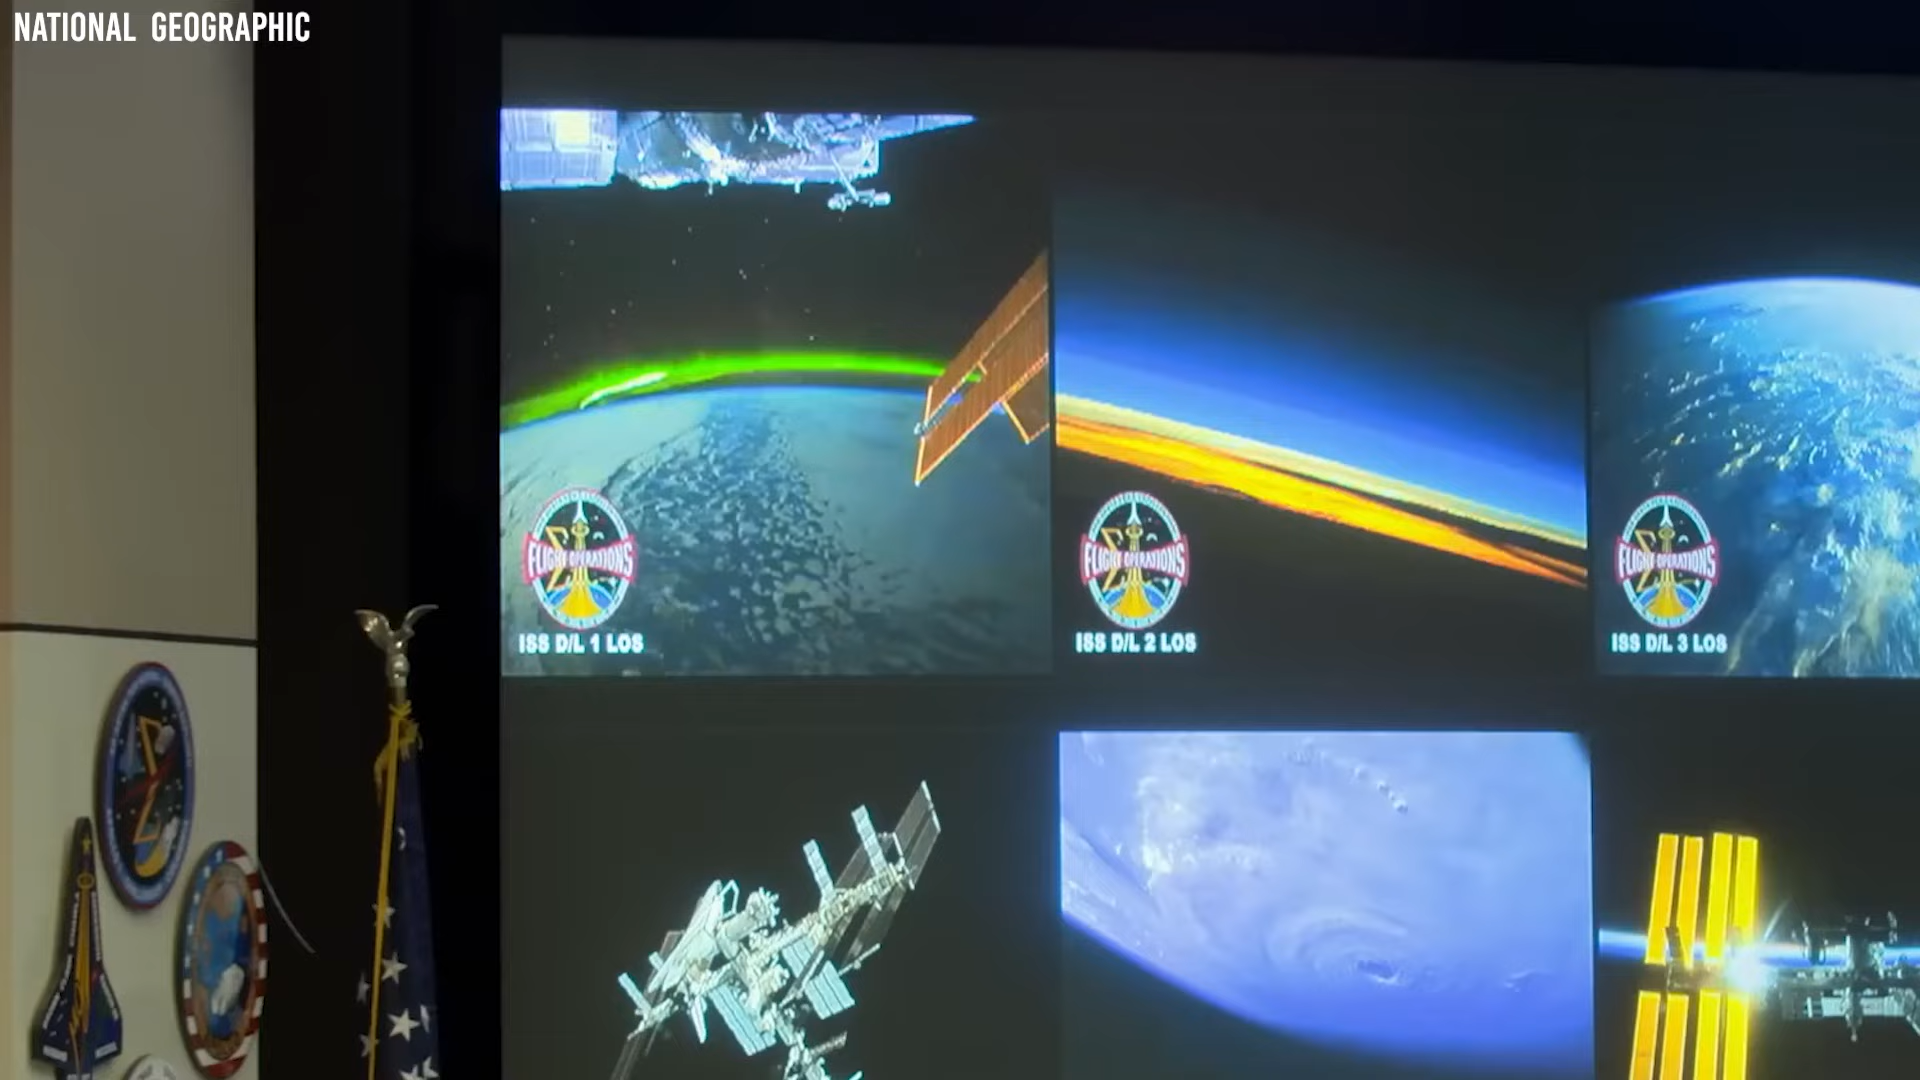 NATIONAL GEOGRAPHIC
FLIGHT OPERATIONS
ISS D/L 1 LOS
FLIGHT OPERATIONS
ISS D/L 2 LOS
FLIGHT OPERATIONS
ISS D/L 3 LOS